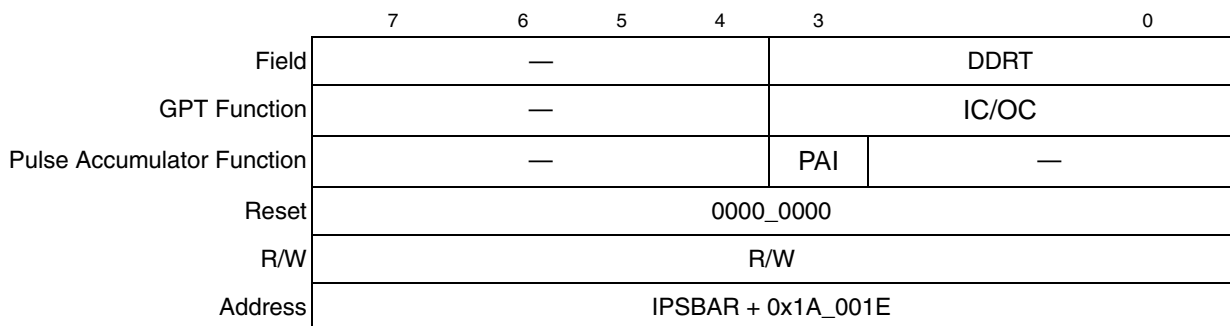 7 6 5 4 3 0
Field — DDRT
GPT Function — IC/OC
Pulse Accumulator Function — PAI —
Reset 0000_0000
R/W R/W
Address IPSBAR + 0x1A_001E